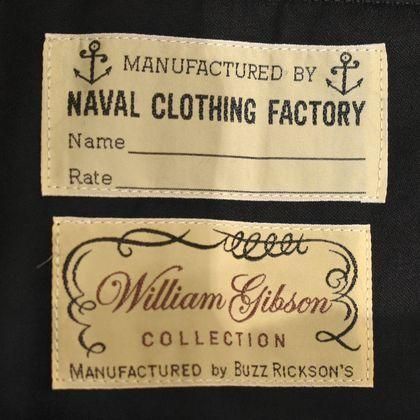 MANUFACTURED BY
NAVAL CLOTHING FACTORY
Name
Rate
William Gibson
COLLECTION
MANUFACTURED by BUZZ RICKSON'S